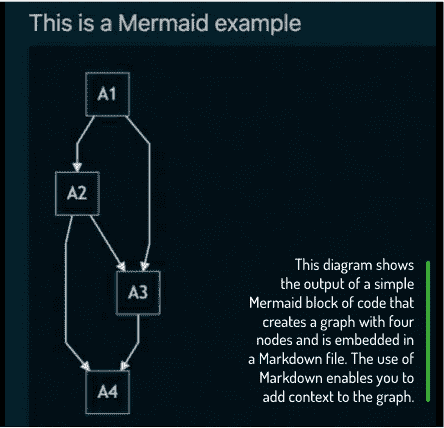 This is a Mermaid example
A1
A2
A3
A4
This diagram shows
the output of a simple
Mermaid block of code that
creates a graph with four
nodes and is embedded in
a Markdown file. The use of
Markdown enables you to
add context to the graph.